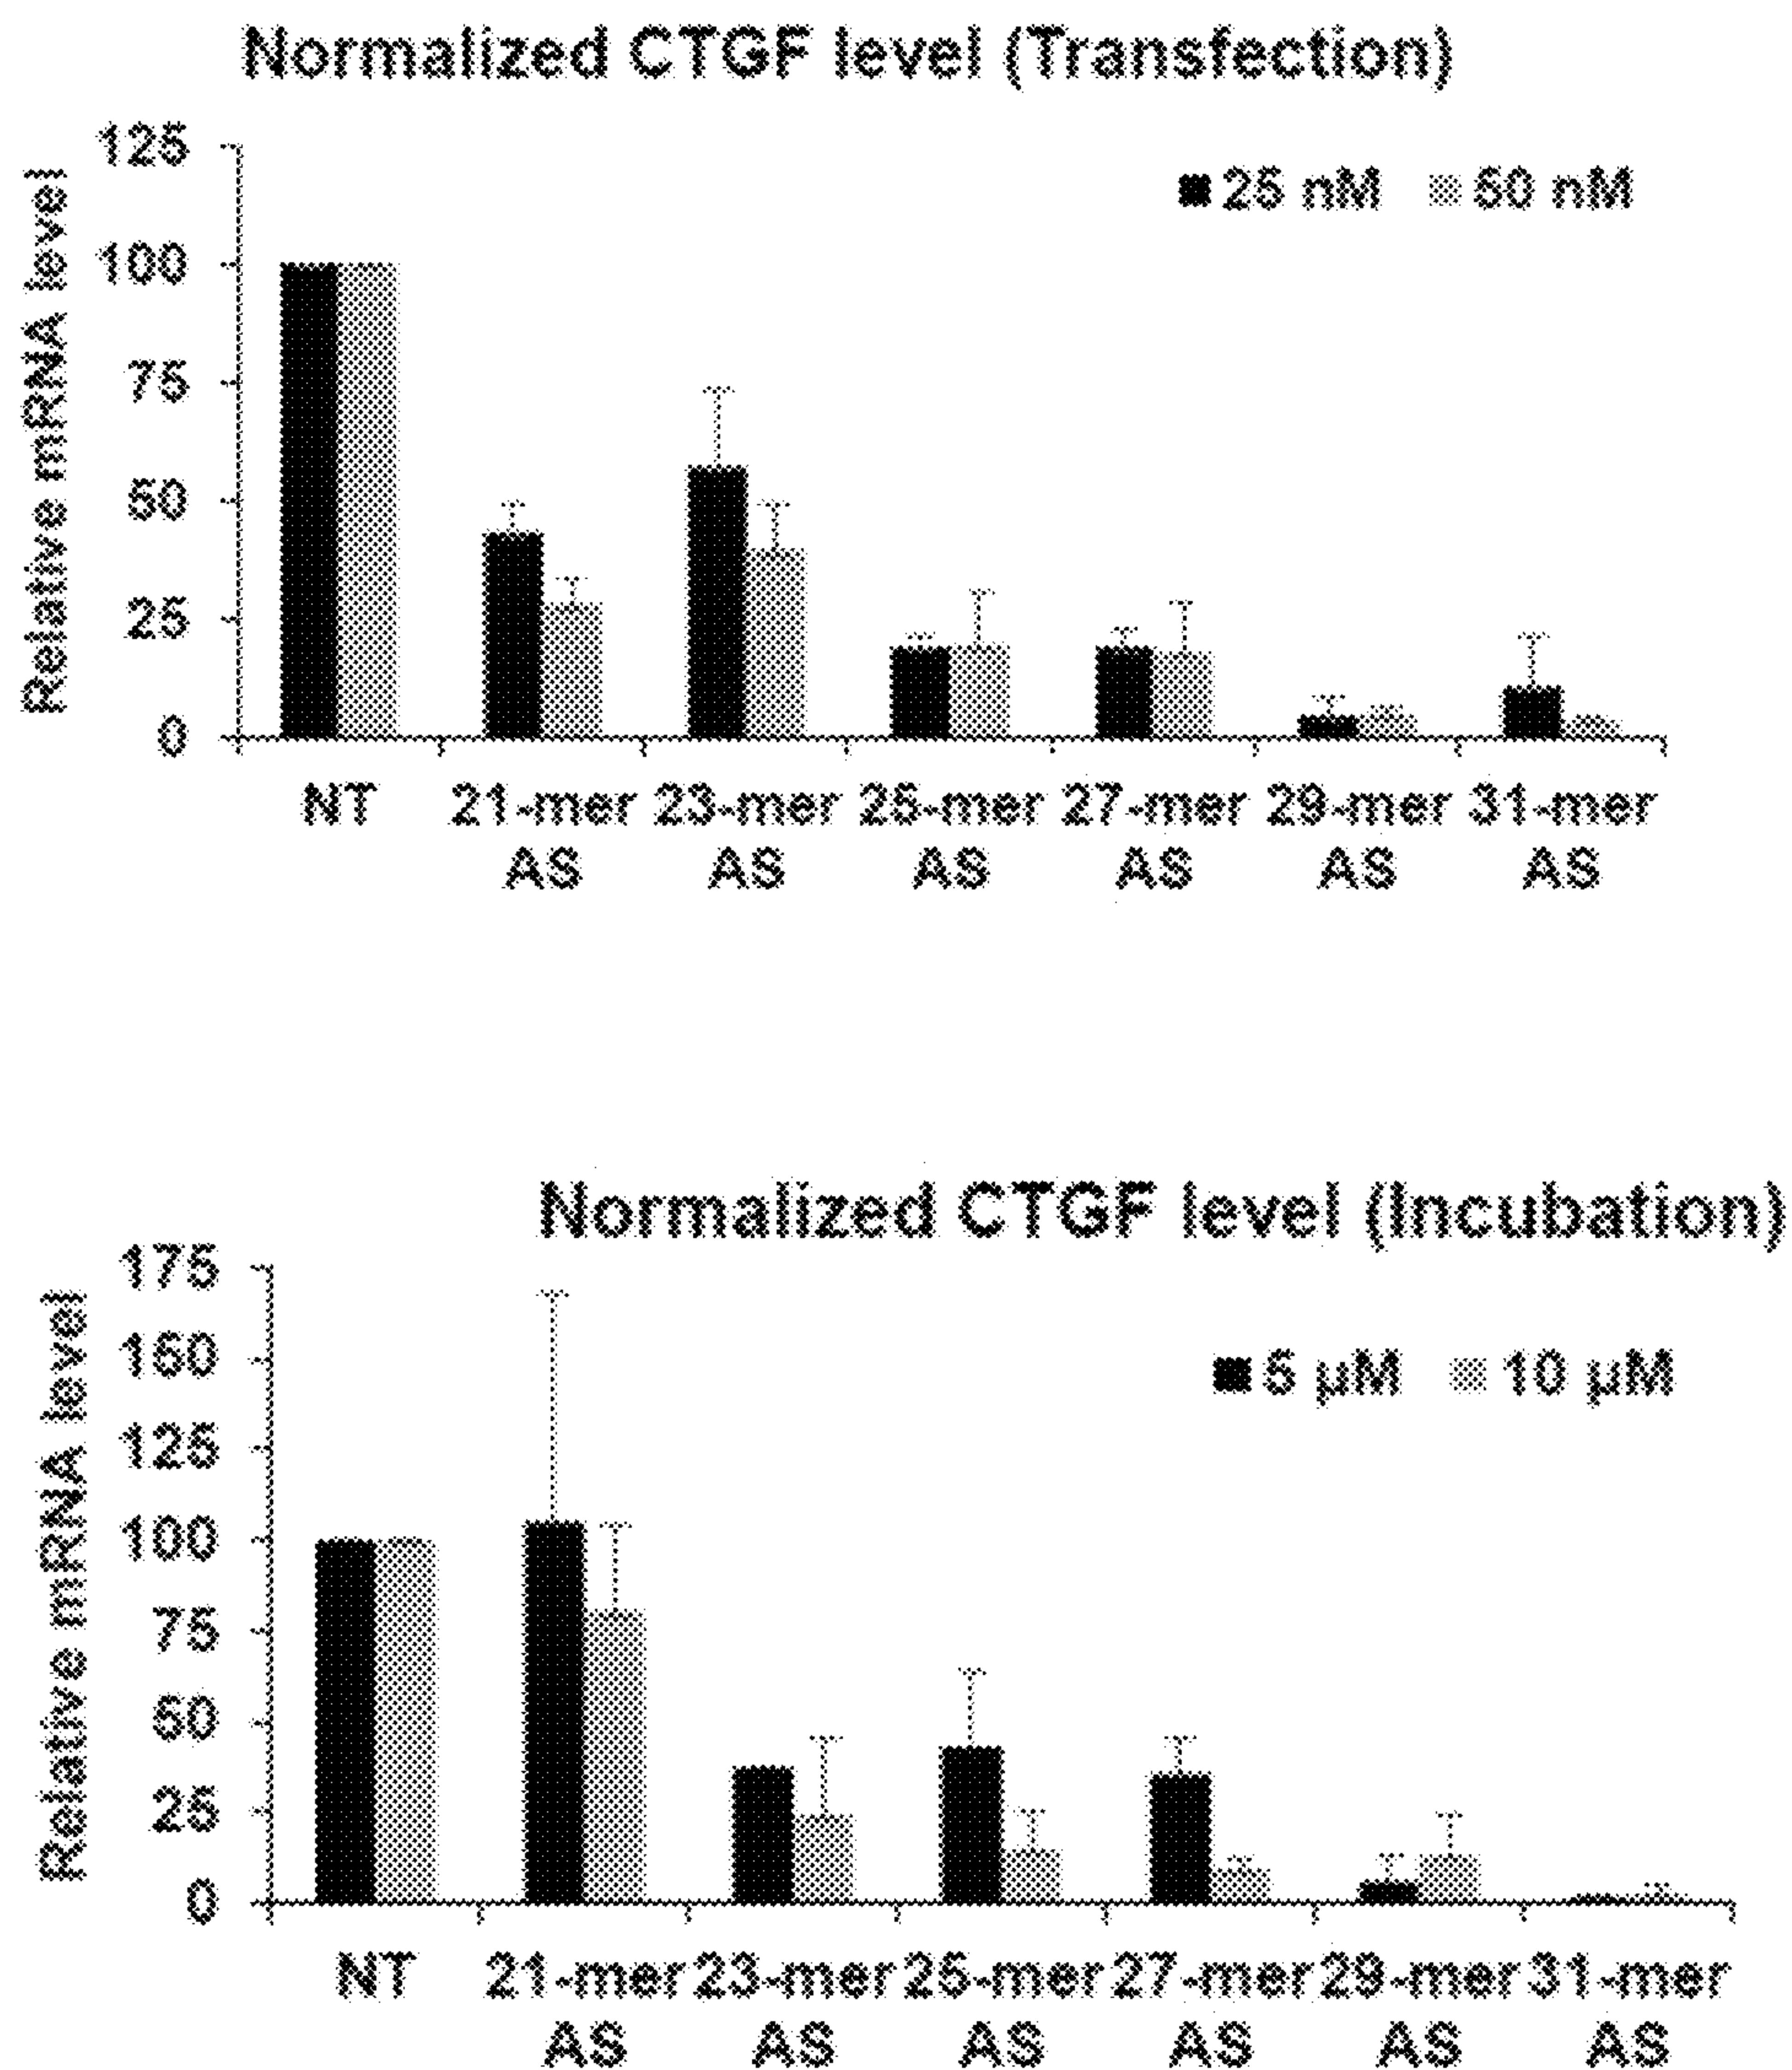 Normalized CTGF level (Transfection)
Relative mRNA level
125
100
75
50
25
0
25 nM 50 nM
NT 21-mer 23-mer 25-mer 27-mer 29-mer 31-mer
AS AS AS AS AS AS
Normalized CTGF level (Incubation)
Relative mRNA level
175
150
125
100
75
50
25
0
5 µM 10 µM
NT 21-mer 23-mer 25-mer 27-mer 29-mer 31-mer
AS AS AS AS AS AS